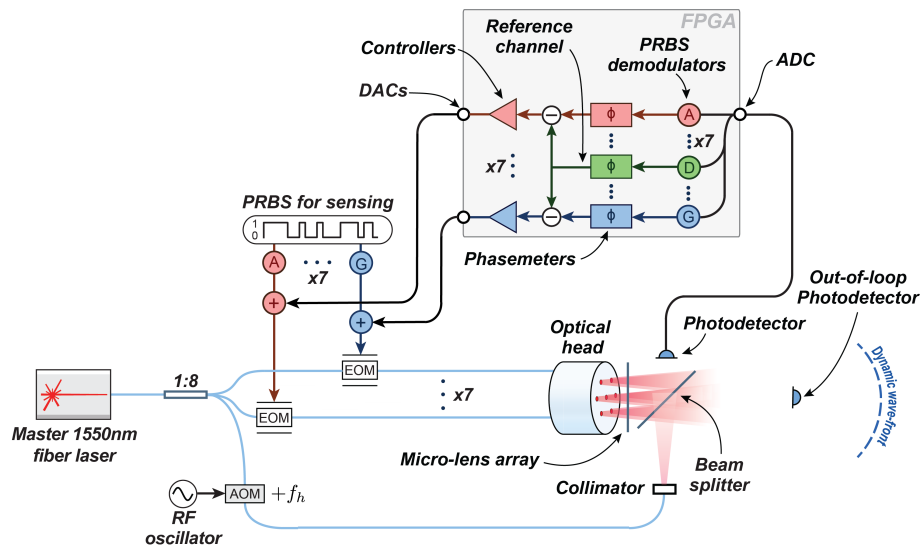 FPGA
Reference
channel
Controllers
PRBS
demodulators
ADC
DACs
ϕ
A
x7
x7
ϕ
D
ϕ
G
PRBS for sensing
1
0
Phasemeters
A
G
x7
+
+
Out-of-loop
Photodetector
Optical
head
Photodetector
1:8
EOM
x7
EOM
Dynamic wave-front
Master 1550nm
fiber laser
Micro-lens array
Beam
splitter
Collimator
AOM
+fₕ
RF
oscillator